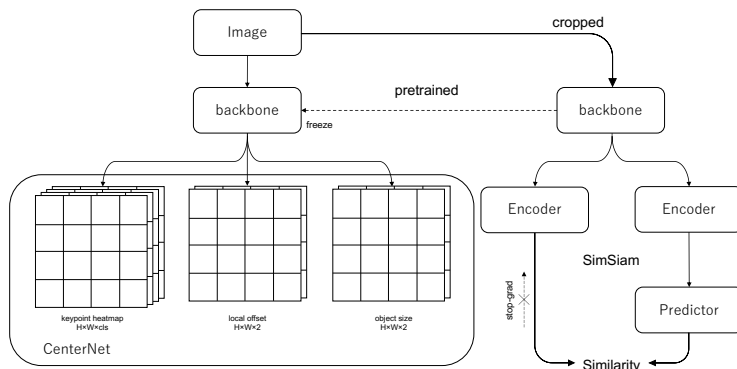 Image
cropped
backbone
freeze
pretrained
backbone
Encoder
Encoder
SimSiam
stop-grad
Predictor
Similarity
keypoint heatmap
H×W×cls
local offset
H×W×2
object size
H×W×2
CenterNet